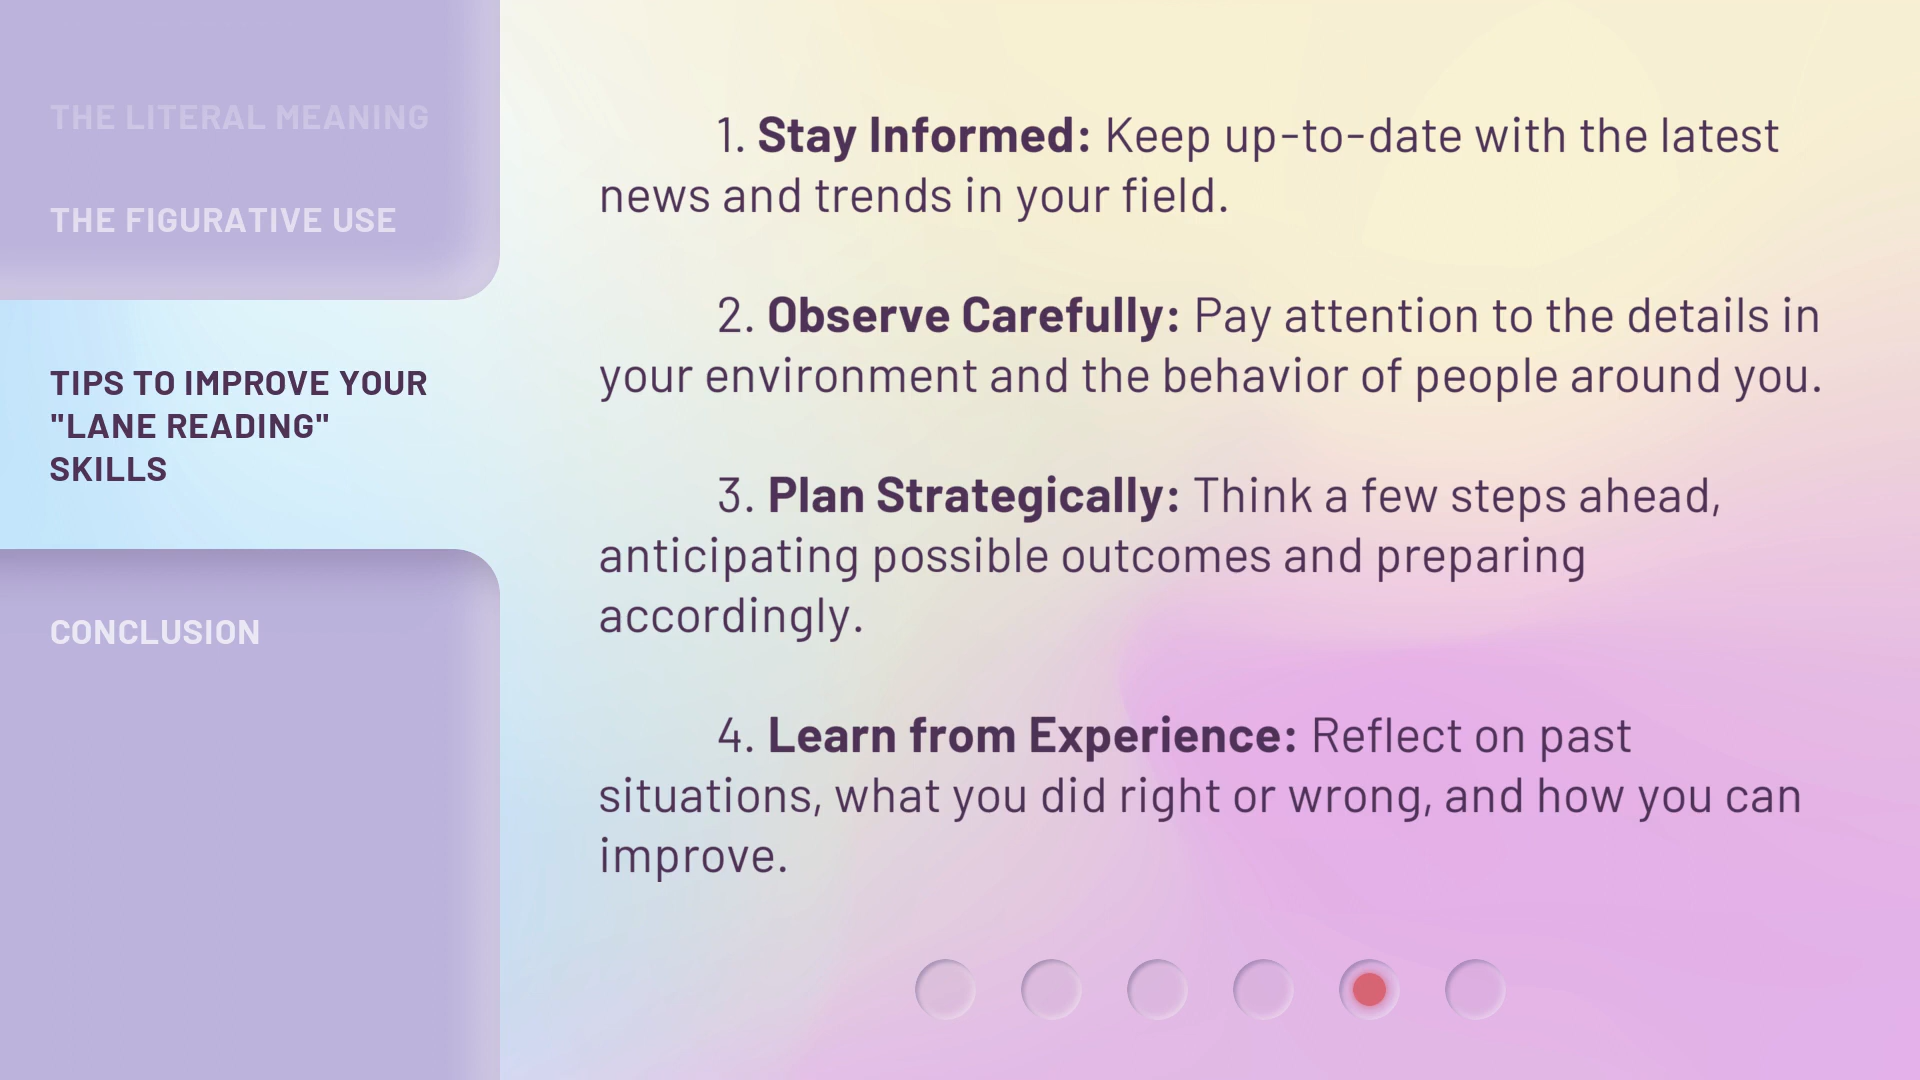 THE LITERAL MEANING
THE FIGURATIVE USE
TIPS TO IMPROVE YOUR
"LANE READING"
SKILLS
CONCLUSION
1. Stay Informed: Keep up-to-date with the latest
news and trends in your field.
2. Observe Carefully: Pay attention to the details in
your environment and the behavior of people around you.
3. Plan Strategically: Think a few steps ahead,
anticipating possible outcomes and preparing
accordingly.
4. Learn from Experience: Reflect on past
situations, what you did right or wrong, and how you can
improve.